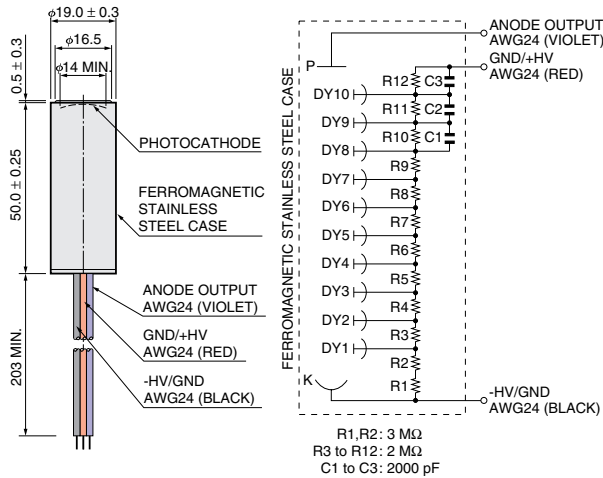 ϕ19.0 ± 0.3
ϕ16.5
ϕ14 MIN.
0.5 ± 0.3
50.0 ± 0.25
203 MIN.
PHOTOCATHODE
FERROMAGNETIC
STAINLESS
STEEL CASE
ANODE OUTPUT
AWG24 (VIOLET)
GND/+HV
AWG24 (RED)
-HV/GND
AWG24 (BLACK)
FERROMAGNETIC STAINLESS STEEL CASE
ANODE OUTPUT
AWG24 (VIOLET)
GND/+HV
AWG24 (RED)
P
R12 C3
DY10
R11 C2
DY9
R10 C1
DY8
R9
DY7
R8
DY6
R7
DY5
R6
DY4
R5
DY3
R4
DY2
R3
DY1
R2
K
R1
-HV/GND
AWG24 (BLACK)
R1,R2: 3 MΩ
R3 to R12: 2 MΩ
C1 to C3: 2000 pF